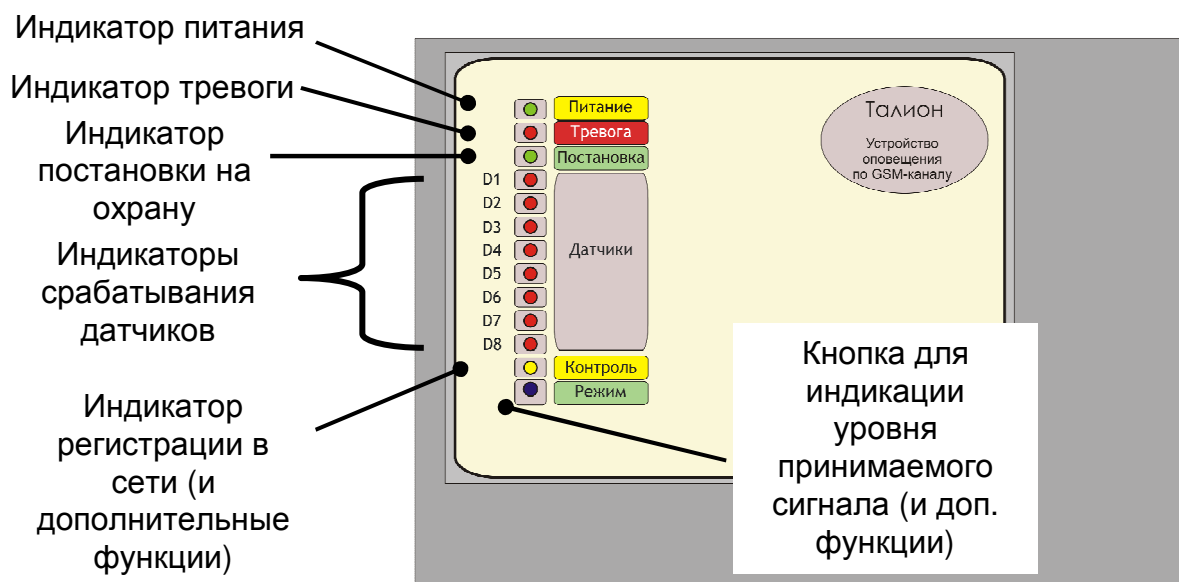 Индикатор питания
Индикатор тревоги
Индикатор
постановки на
охрану
Индикаторы
срабатывания
датчиков
Индикатор
регистрации в
сети (и
дополнительные
функции)
Питание
Тревога
Постановка
D1
D2
D3
D4
D5
D6
D7
D8
Датчики
Контроль
Режим
Талион
Устройство
оповещения
по GSM-каналу
Кнопка для
индикации
уровня
принимаемого
сигнала (и доп.
функции)